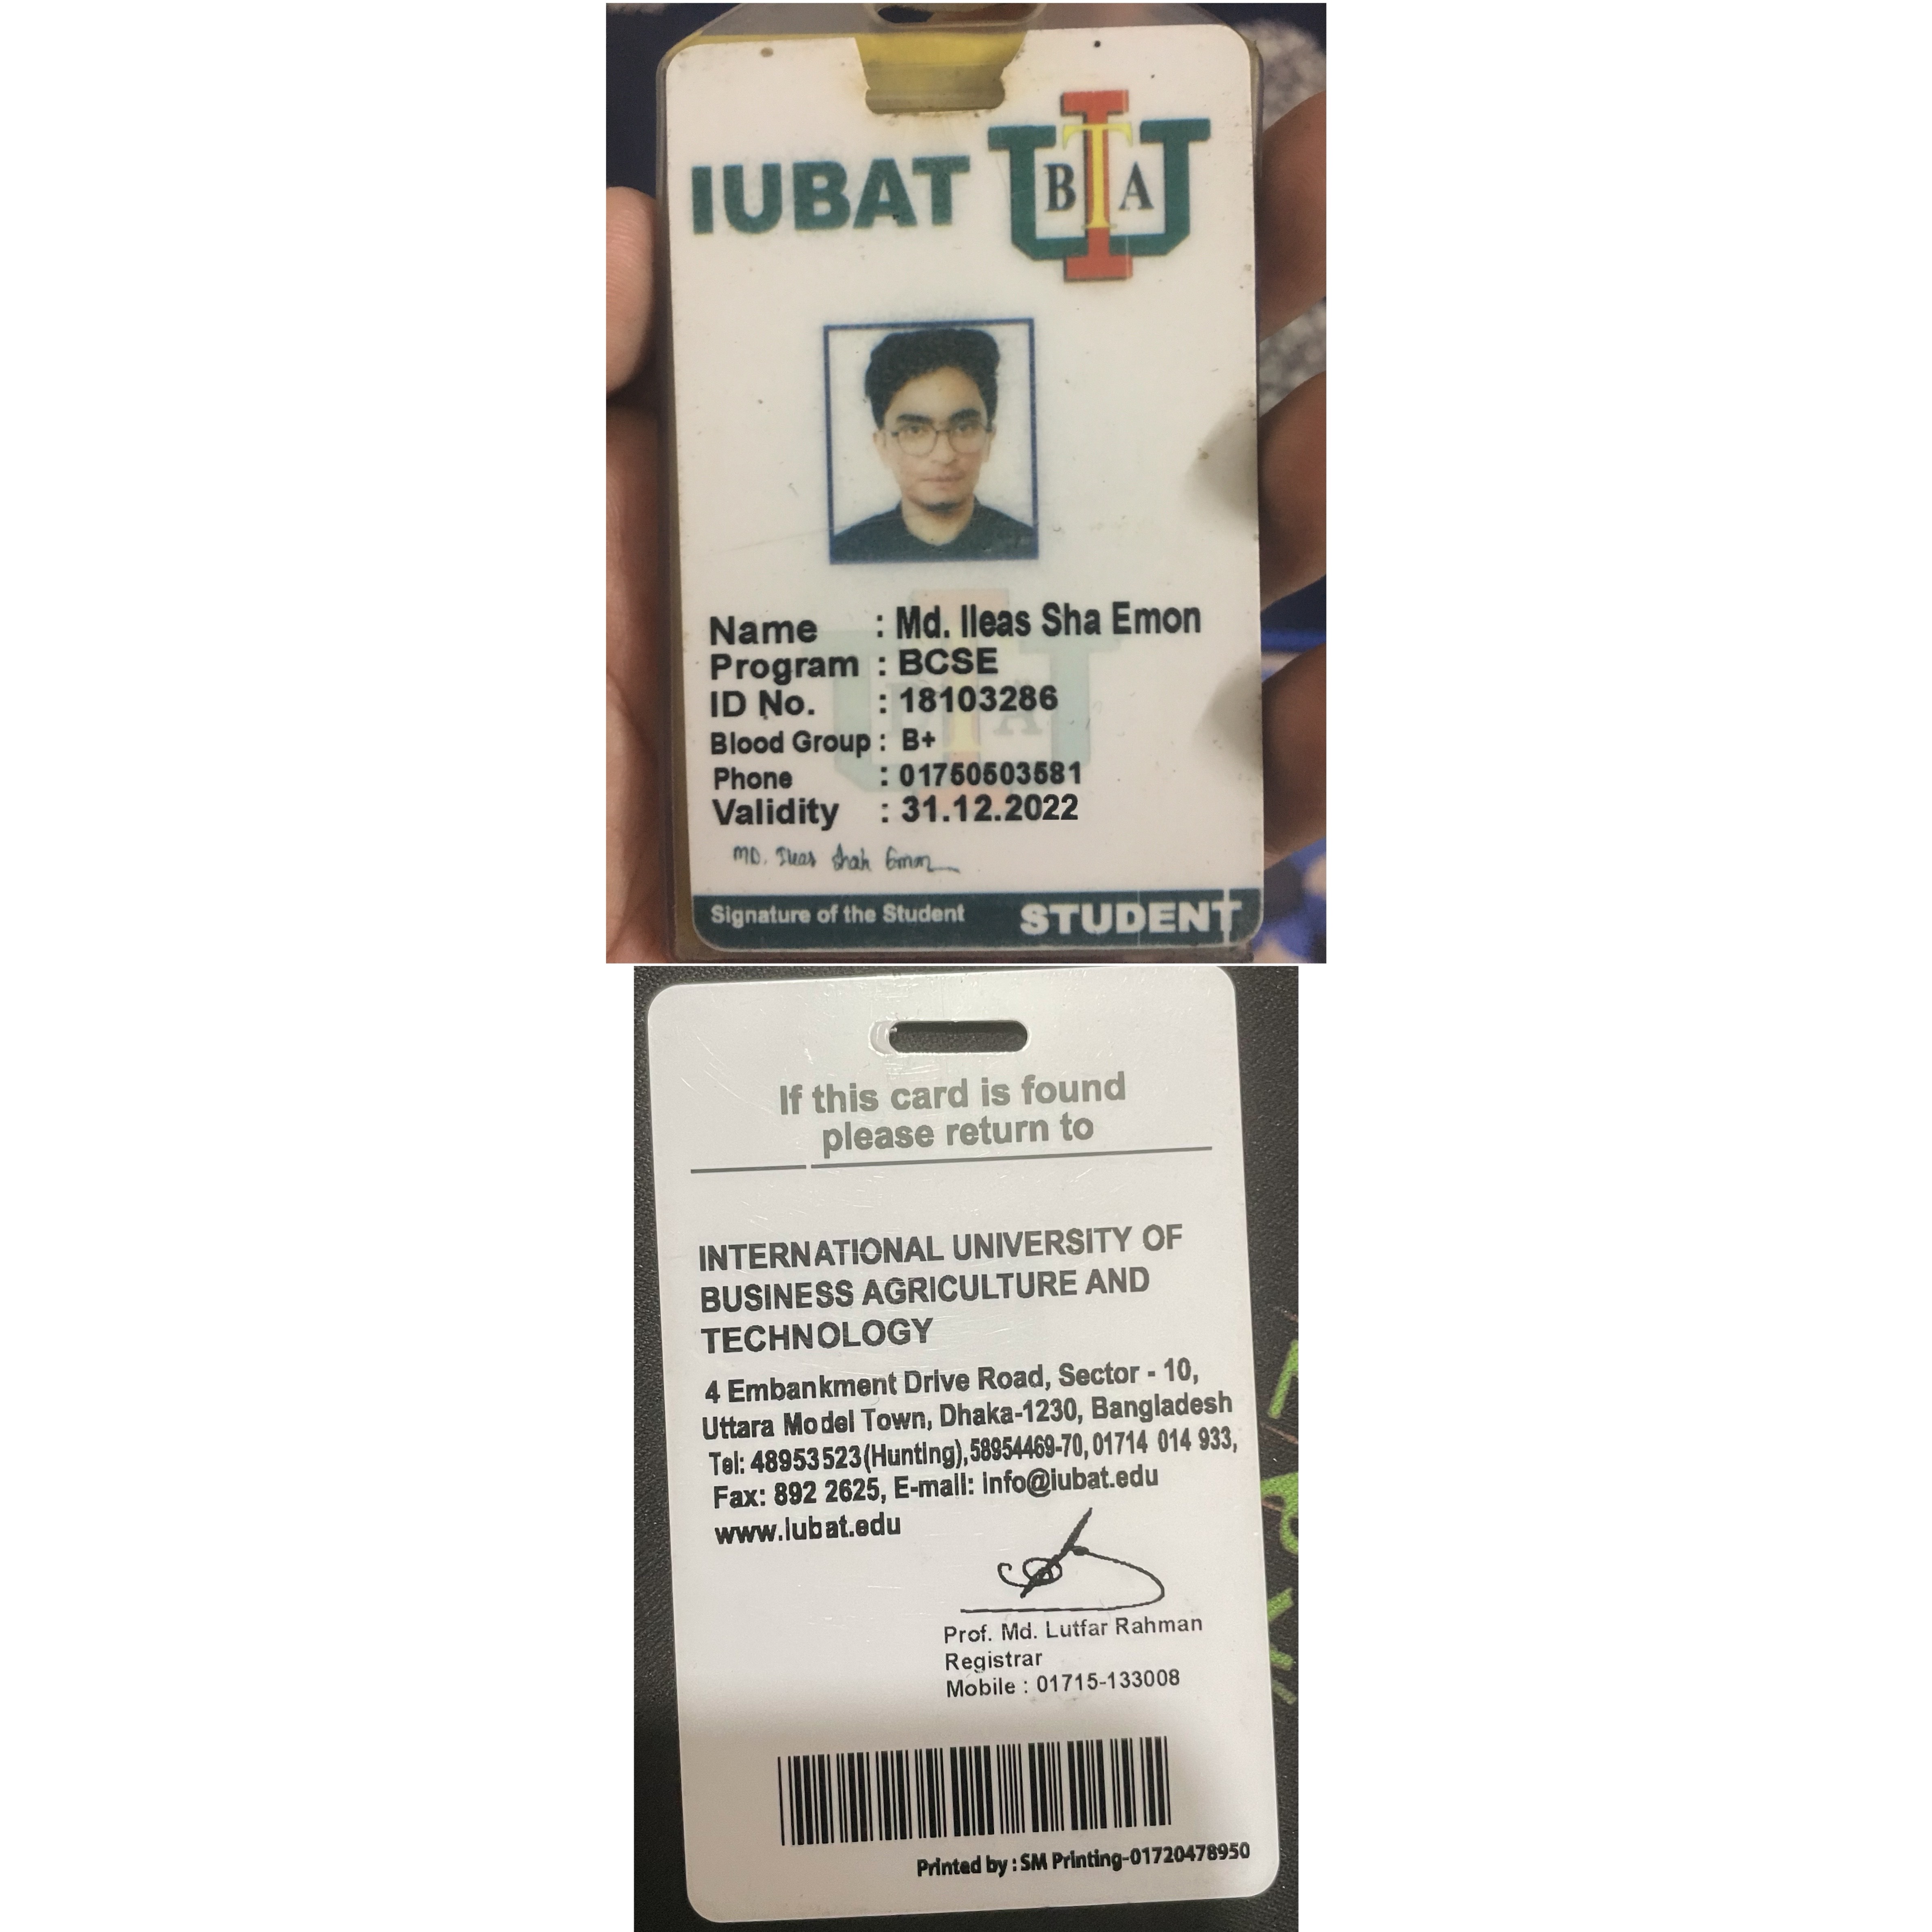 IUBAT
B T A
Name : Md. Ileas Sha Emon
Program : BCSE
ID No. : 18103286
Blood Group : B+
Phone : 01750503581
Validity : 31.12.2022
MD. Ileas Shah Emon
Signature of the Student STUDENT
If this card is found
please return to
INTERNATIONAL UNIVERSITY OF
BUSINESS AGRICULTURE AND
TECHNOLOGY
4 Embankment Drive Road, Sector - 10,
Uttara Model Town, Dhaka-1230, Bangladesh
Tel: 48953523(Hunting),58954469-70, 01714 014 933,
Fax: 892 2625, E-mail: info@iubat.edu
www.iubat.edu
Prof. Md. Lutfar Rahman
Registrar
Mobile : 01715-133008
Printed by : SM Printing-01720478950